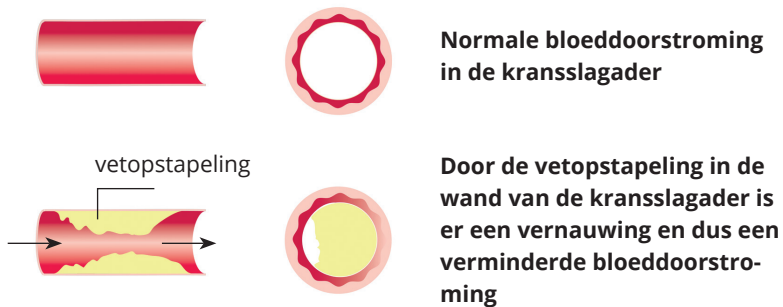 Normale bloeddoorstroming
in de kransslagader
vetopstapeling
Door de vetopstapeling in de
wand van de kransslagader is
er een vernauwing en dus een
verminderde bloeddoorstro-
ming